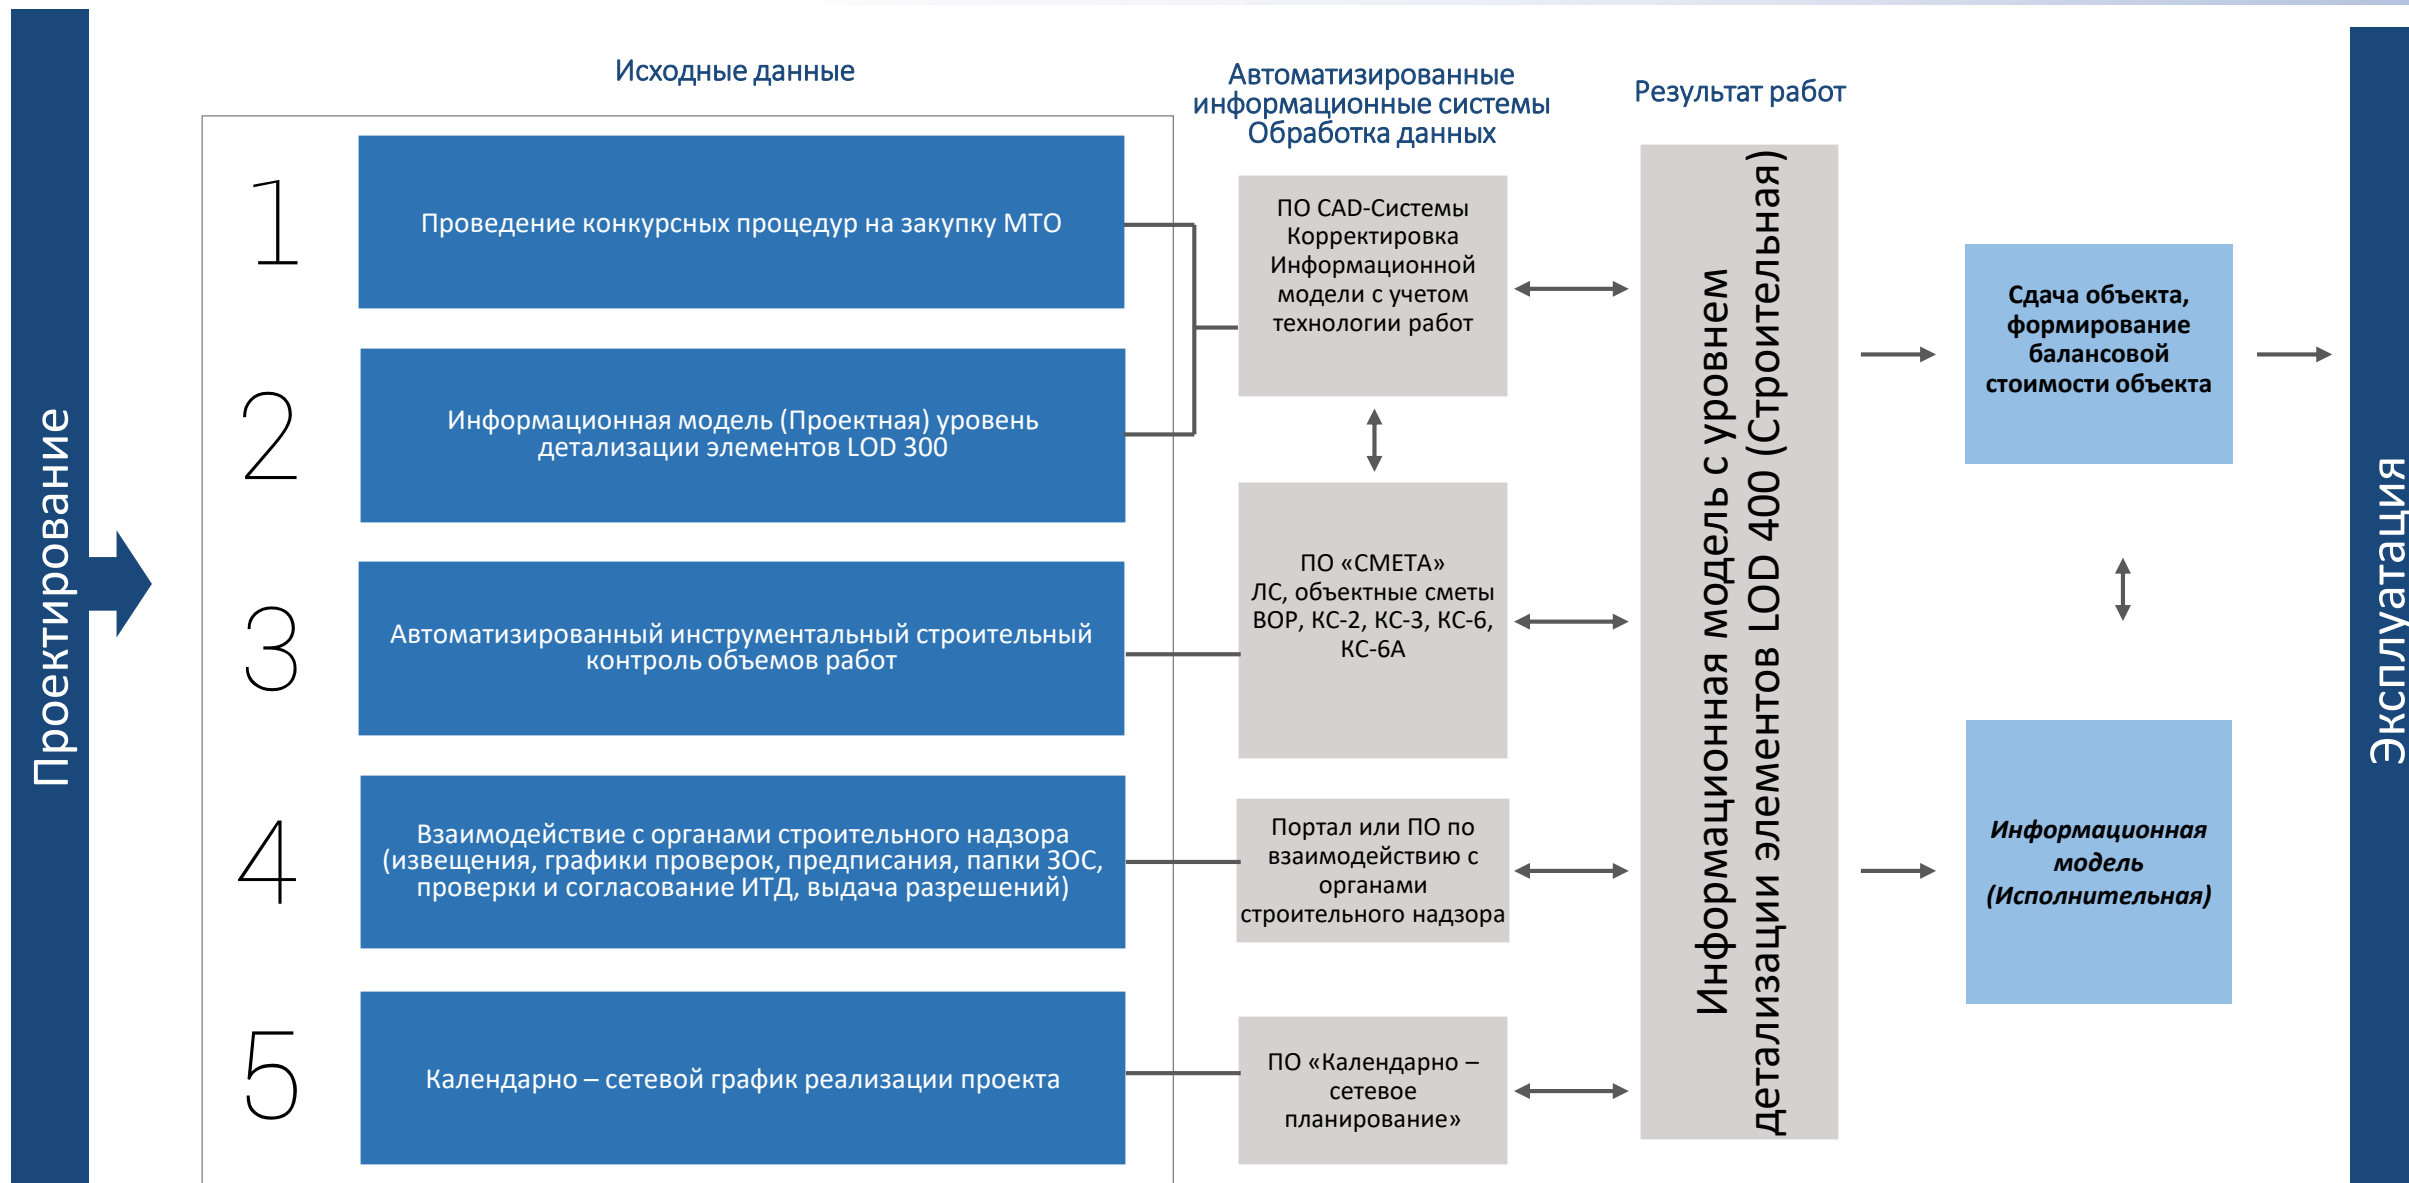 Проектирование
Исходные данные
1
Проведение конкурсных процедур на закупку МТО
2
Информационная модель (Проектная) уровень
детализации элементов LOD 300
3
Автоматизированный инструментальный строительный
контроль объемов работ
4
Взаимодействие с органами строительного надзора
(извещения, графики проверок, предписания, папки ЗОС,
проверки и согласование ИТД, выдача разрешений)
5
Календарно – сетевой график реализации проекта
Автоматизированные
информационные системы
Обработка данных
ПО CAD-Системы
Корректировка
Информационной
модели с учетом
технологии работ
ПО «СМЕТА»
ЛС, объектные сметы
ВОР, КС-2, КС-3, КС-6,
КС-6А
Портал или ПО по
взаимодействию с
органами
строительного надзора
ПО «Календарно –
сетевое
планирование»
Результат работ
Информационная модель с уровнем
детализации элементов LOD 400 (Строительная)
Сдача объекта,
формирование
балансовой
стоимости объекта
Информационная
модель
(Исполнительная)
Эксплуатация